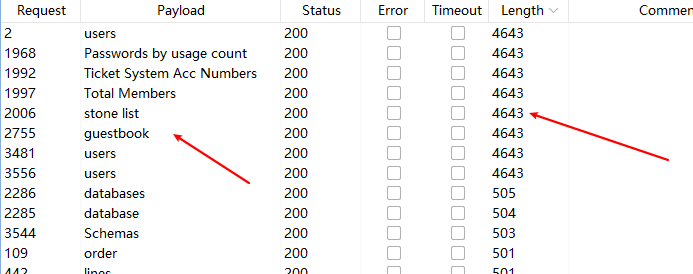 Request Payload Status Error Timeout Length Commen
2 users 200 4643
1968 Passwords by usage count 200 4643
1992 Ticket System Acc Numbers 200 4643
1997 Total Members 200 4643
2006 stone list 200 4643
2755 guestbook 200 4643
3481 users 200 4643
3556 users 200 4643
2286 databases 200 505
2285 database 200 504
3544 Schemas 200 503
109 order 200 501
442 lines 200 501